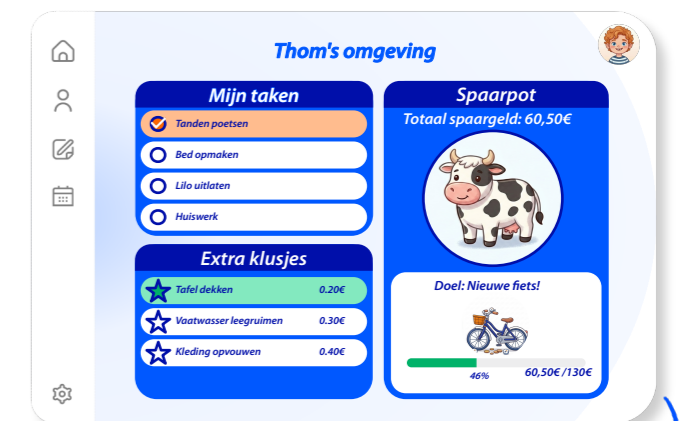 Thom's omgeving
Mijn taken
Tanden poetsen
Bed opmaken
Lilo uitlaten
Huiswerk
Extra klusjes
Tafel dekken 0.20€
Vaatwasser leegruimen 0.30€
Kleding opvouwen 0.40€
Spaarpot
Totaal spaargeld: 60,50€
Doel: Nieuwe fiets!
46% 60,50€ /130€